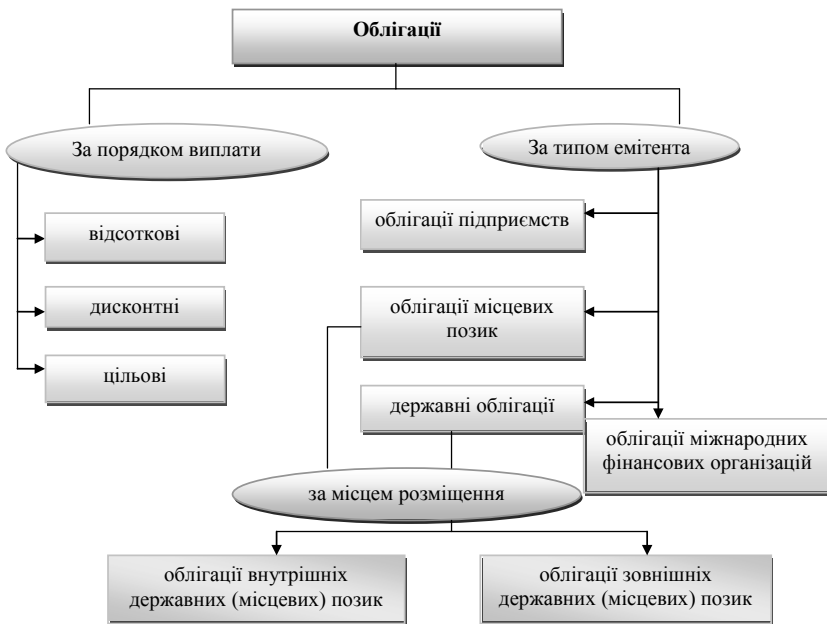 Облігації
За порядком виплати
За типом емітента
відсоткові
дисконтні
цільові
облігації підприємств
облігації місцевих
позик
державні облігації
облігації міжнародних
фінансових організацій
за місцем розміщення
облігації внутрішніх
державних (місцевих) позик
облігації зовнішніх
державних (місцевих) позик